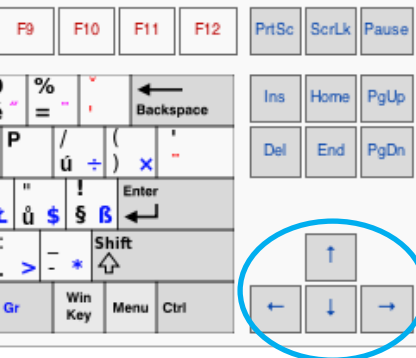 F9 F10 F11 F12 PrtSc ScrLk Pause
% ˇ
= ¨ ' Backspace Ins Home PgUp
P / ( '
ú ÷ ) × ¨ Del End PgDn
" ! Enter
ů $ § ß
_ Shift
> - *
↑
Gr Win Key Menu Ctrl ← ↓ →